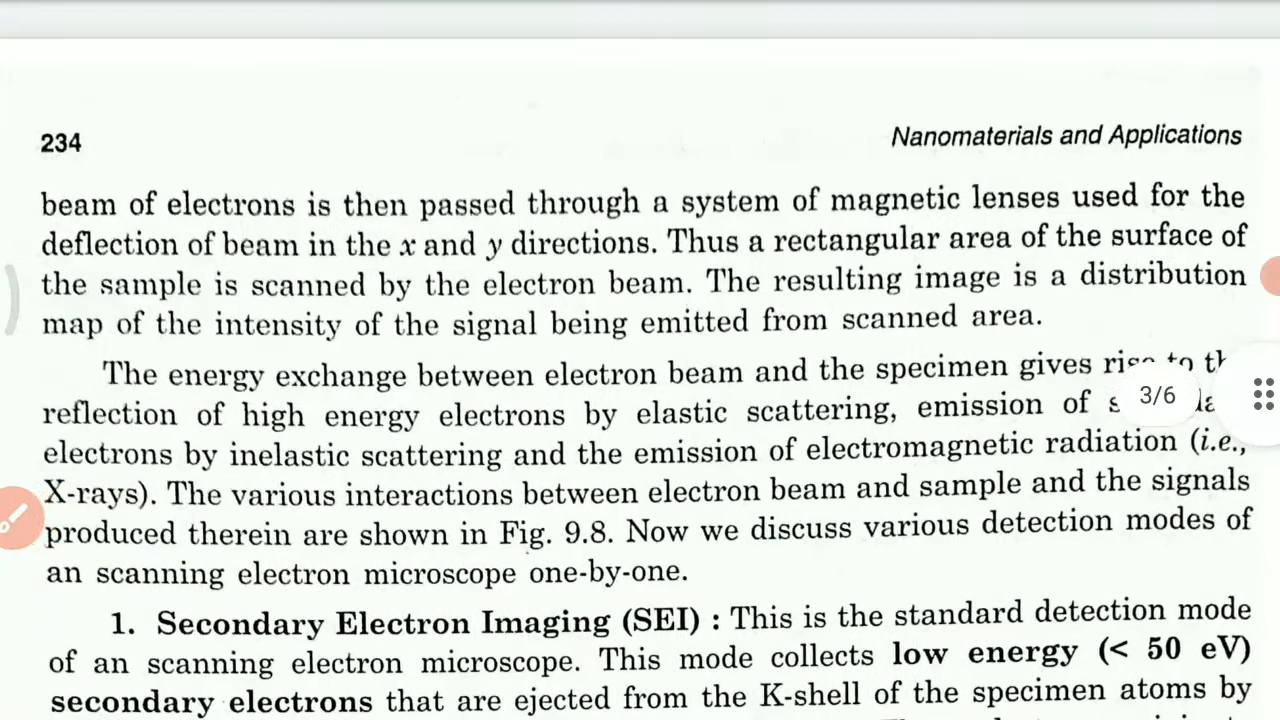 234
Nanomaterials and Applications
beam of electrons is then passed through a system of magnetic lenses used for the
deflection of beam in the x and y directions. Thus a rectangular area of the surface of
the sample is scanned by the electron beam. The resulting image is a distribution
map of the intensity of the signal being emitted from scanned area.
The energy exchange between electron beam and the specimen gives rise to
reflection of high energy electrons by elastic scattering, emission of
3/6
electrons by inelastic scattering and the emission of electromagnetic radiation (i.e.,
X-rays). The various interactions between electron beam and sample and the signals
produced therein are shown in Fig. 9.8. Now we discuss various detection modes of
an scanning electron microscope one-by-one.
1. Secondary Electron Imaging (SEI) : This is the standard detection mode
of an scanning electron microscope. This mode collects low energy (< 50 eV)
secondary electrons that are ejected from the K-shell of the specimen atoms by